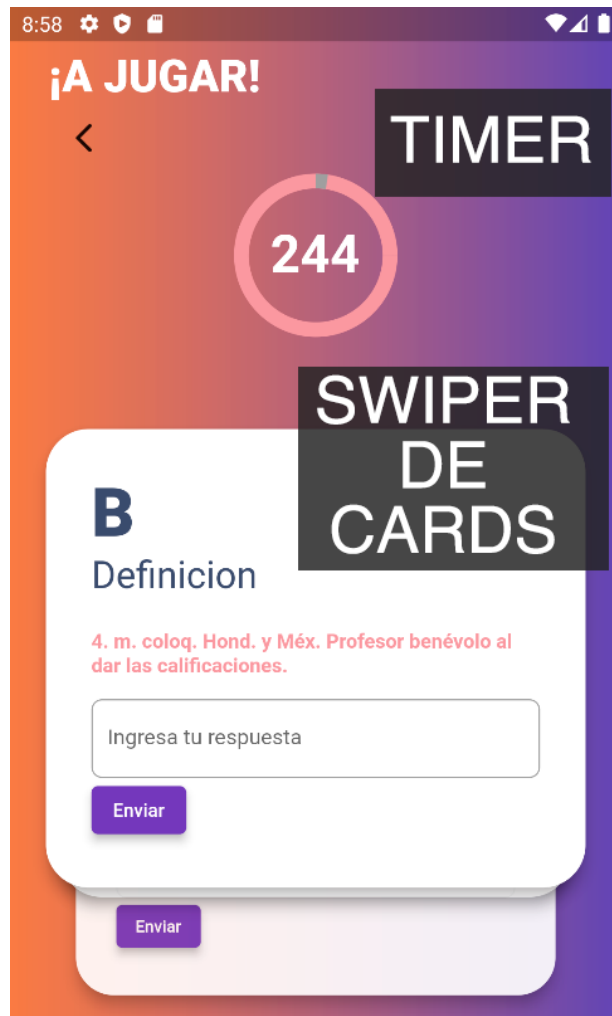 8:58
¡A JUGAR!
TIMER
244
SWIPER
DE
CARDS
B
Definicion
4. m. coloq. Hond. y Méx. Profesor benévolo al
dar las calificaciones.
Ingresa tu respuesta
Enviar
Enviar